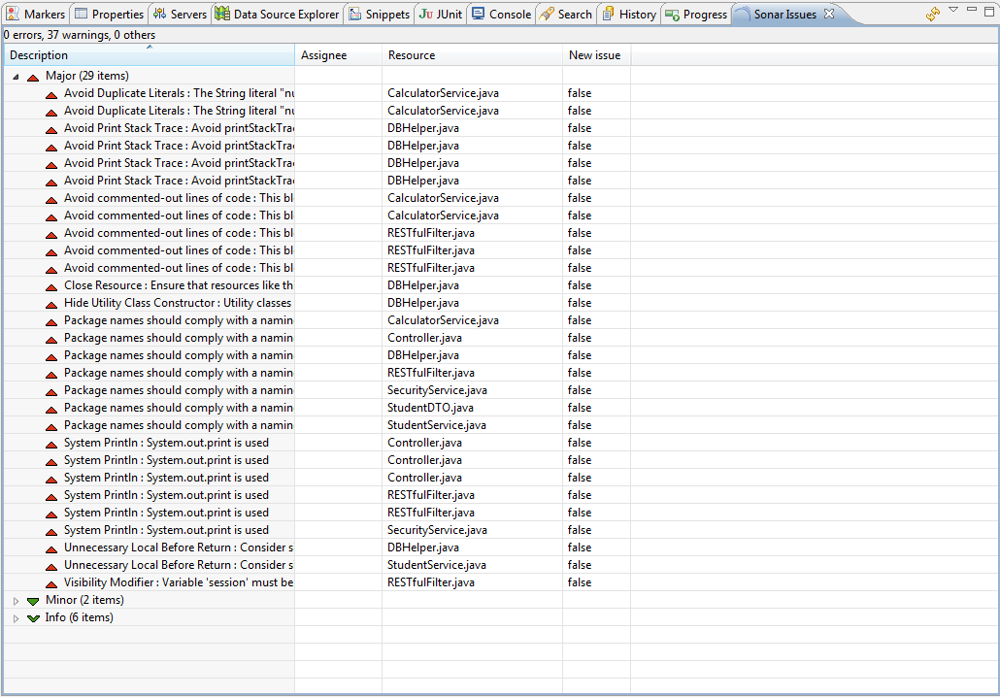 Markers Properties Servers Data Source Explorer Snippets JUnit Console Search History Progress Sonar Issues
0 errors, 37 warnings, 0 others
Description Assignee Resource New issue
Major (29 items)
Avoid Duplicate Literals : The String literal "nu CalculatorService.java false
Avoid Duplicate Literals : The String literal "nu CalculatorService.java false
Avoid Print Stack Trace : Avoid printStackTra DBHelper.java false
Avoid Print Stack Trace : Avoid printStackTra DBHelper.java false
Avoid Print Stack Trace : Avoid printStackTra DBHelper.java false
Avoid Print Stack Trace : Avoid printStackTra DBHelper.java false
Avoid commented-out lines of code : This bl CalculatorService.java false
Avoid commented-out lines of code : This bl CalculatorService.java false
Avoid commented-out lines of code : This bl RESTfulFilter.java false
Avoid commented-out lines of code : This bl RESTfulFilter.java false
Avoid commented-out lines of code : This bl RESTfulFilter.java false
Close Resource : Ensure that resources like th DBHelper.java false
Hide Utility Class Constructor : Utility classes DBHelper.java false
Package names should comply with a namin CalculatorService.java false
Package names should comply with a namin Controller.java false
Package names should comply with a namin DBHelper.java false
Package names should comply with a namin RESTfulFilter.java false
Package names should comply with a namin SecurityService.java false
Package names should comply with a namin StudentDTO.java false
Package names should comply with a namin StudentService.java false
System Println : System.out.print is used Controller.java false
System Println : System.out.print is used Controller.java false
System Println : System.out.print is used Controller.java false
System Println : System.out.print is used RESTfulFilter.java false
System Println : System.out.print is used RESTfulFilter.java false
System Println : System.out.print is used SecurityService.java false
Unnecessary Local Before Return : Consider s DBHelper.java false
Unnecessary Local Before Return : Consider s StudentService.java false
Visibility Modifier : Variable 'session' must be RESTfulFilter.java false
Minor (2 items)
Info (6 items)